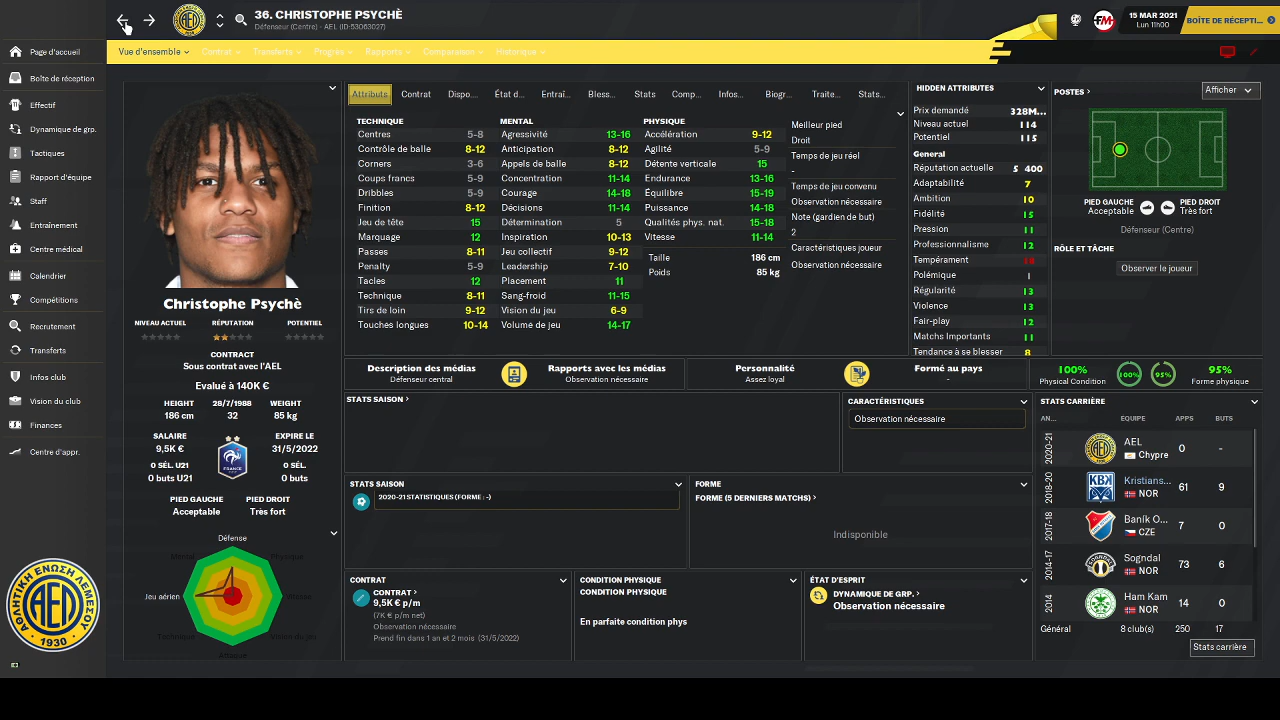 36. CHRISTOPHE PSYCHÈ
Défenseur (Centre) - AEL (ID:53063027)
15 MAR 2021
Lun 11h00
BOÎTE DE RÉCEPTI...
Vue d'ensemble
Contrat
Transferts
Progrès
Rapports
Comparaison
Historique
Page d'accueil
Boîte de réception
Effectif
Dynamique de grp.
Tactiques
Rapport d'équipe
Staff
Entraînement
Centre médical
Calendrier
Compétitions
Recrutement
Transferts
Infos club
Vision du club
Finances
Centre d'appr.
ΑΘΛΗΤΙΚΗ ΕΝΩΣΗ ΛΕΜΕΣΟΥ
1930
Christophe Psychè
NIVEAU ACTUEL RÉPUTATION POTENTIEL
CONTRACT
Sous contrat avec l'AEL
Evalué à 140K €
HEIGHT 28/7/1988 WEIGHT
186 cm 32 85 kg
SALAIRE EXPIRE LE
9,5K € 31/5/2022
FRANCE
0 SÉL. U21 0 SÉL.
0 buts U21 0 buts
PIED GAUCHE PIED DROIT
Acceptable Très fort
Défense
Mental Physique
Jeu aérien Vitesse
Technique Vision du jeu
Attaque
Attributs Contrat Dispo... État d... Entraî... Bless... Stats Comp... Infos... Biogr... Traite... Stats...
TECHNIQUE
Centres 5-8
Contrôle de balle 8-12
Corners 3-6
Coups francs 5-9
Dribbles 5-9
Finition 8-12
Jeu de tête 15
Marquage 12
Passes 8-11
Penalty 5-9
Tacles 12
Technique 8-11
Tirs de loin 9-12
Touches longues 10-14
MENTAL
Agressivité 13-16
Anticipation 8-12
Appels de balle 8-12
Concentration 11-14
Courage 14-18
Décisions 11-14
Détermination 5
Inspiration 10-13
Jeu collectif 9-12
Leadership 7-10
Placement 11
Sang-froid 11-15
Vision du jeu 6-9
Volume de jeu 14-17
PHYSIQUE
Accélération 9-12
Agilité 5-9
Détente verticale 15
Endurance 13-16
Équilibre 15-19
Puissance 14-18
Qualités phys. nat. 15-18
Vitesse 11-14
Taille 186 cm
Poids 85 kg
Meilleur pied
Droit
Temps de jeu réel
-
Temps de jeu convenu
Observation nécessaire
Note (gardien de but)
2
Caractéristiques joueur
Observation nécessaire
HIDDEN ATTRIBUTES
Prix demandé 328M...
Niveau actuel 114
Potentiel 115
General
Réputation actuelle 5 400
Adaptabilité 7
Ambition 10
Fidélité 15
Pression 11
Professionalisme 12
Tempérament
Polémique 1
Régularité 13
Violence 13
Fair-play 12
Matchs Importants 11
Tendance à se blesser 8
POSTES >
Afficher
PIED GAUCHE PIED DROIT
Acceptable Très fort
Défenseur (Centre)
RÔLE ET TÂCHE
Observer le joueur
Description des médias
Défenseur central
Rapports avec les médias
Observation nécessaire
Personnalité
Assez loyal
Formé au pays
-
100%
Physical Condition
100%
95%
95%
Forme physique
STATS SAISON >
CARACTÉRISTIQUES
Observation nécessaire
STATS SAISON
2020-21 STATISTIQUES (FORME : -)
FORME
FORME (5 DERNIERS MATCHS) >
Indisponible
CONTRAT
CONTRAT >
9,5K € p/m
(7K € p/m net)
Observation nécessaire
Prend fin dans 1 an et 2 mois (31/5/2022)
CONDITION PHYSIQUE
CONDITION PHYSIQUE
En parfaite condition phys
ÉTAT D'ESPRIT
DYNAMIQUE DE GRP. >
Observation nécessaire
STATS CARRIÈRE
AN... EQUIPE APPS BUTS
2020-21 AEL Chypre 0 -
2018-20 Kristians... NOR 61 9
2017-18 Baník O... CZE 7 0
2014-17 Sogndal NOR 73 6
2014 Ham Kam NOR 14 0
Général 8 club(s) 250 17
Stats carrière